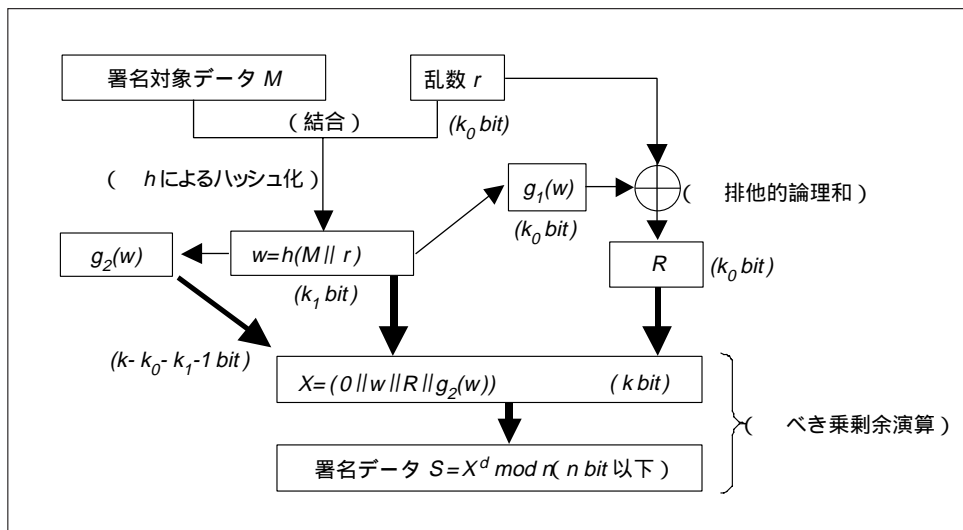 署名対象データ M
乱数 r
（結合）
(k₀ bit)
（ hによるハッシュ化）
g₁(w)
（ 排他的論理和）
(k₀ bit)
g₂(w)
w=h(M‖r)
R
(k₀ bit)
(k₁ bit)
(k- k₀- k₁-1 bit)
X=(0‖w‖R‖g₂(w)) (k bit)
（ べき乗剰余演算）
署名データ S=Xᵈ mod n( n bit 以下)